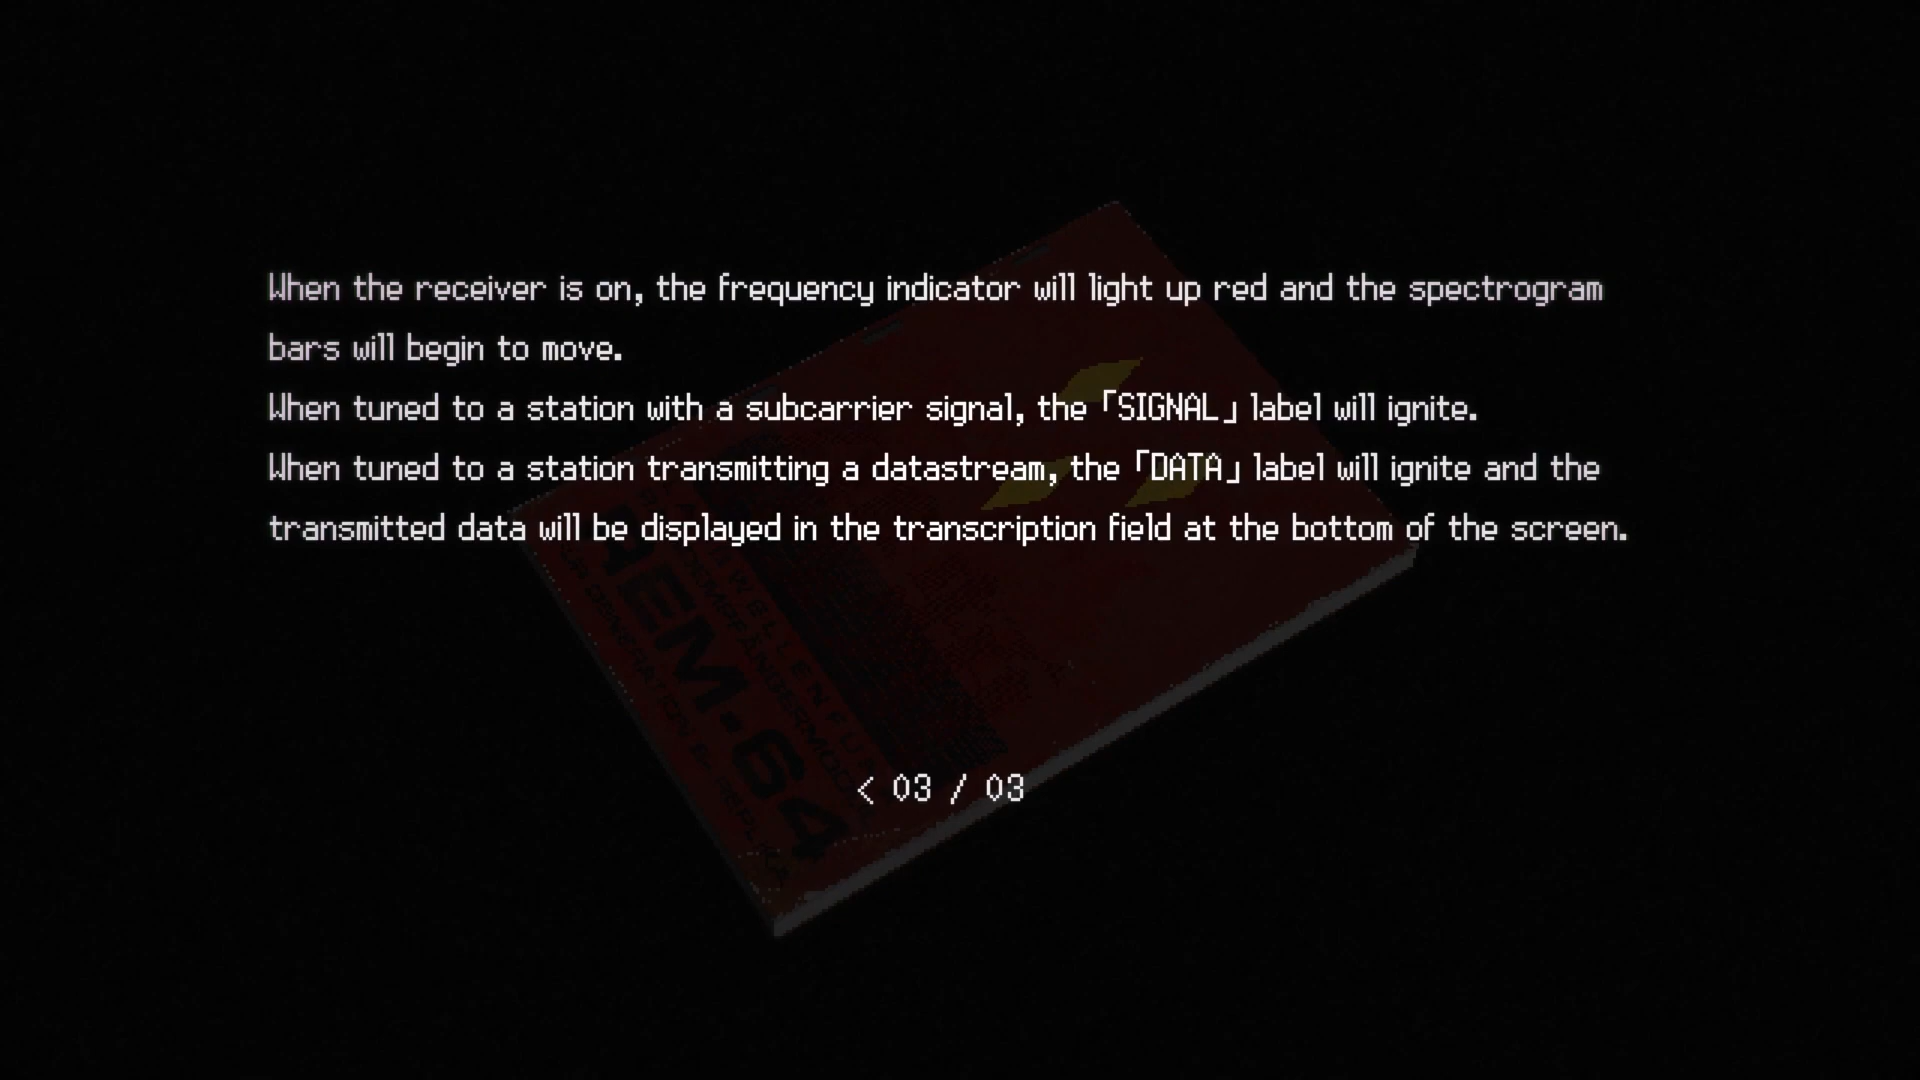 When the receiver is on, the frequency indicator will light up red and the spectrogram
bars will begin to move.
When tuned to a station with a subcarrier signal, the「SIGNAL」label will ignite.
When tuned to a station transmitting a datastream, the「DATA」label will ignite and the
transmitted data will be displayed in the transcription field at the bottom of the screen.
AEM-64
< 03 / 03